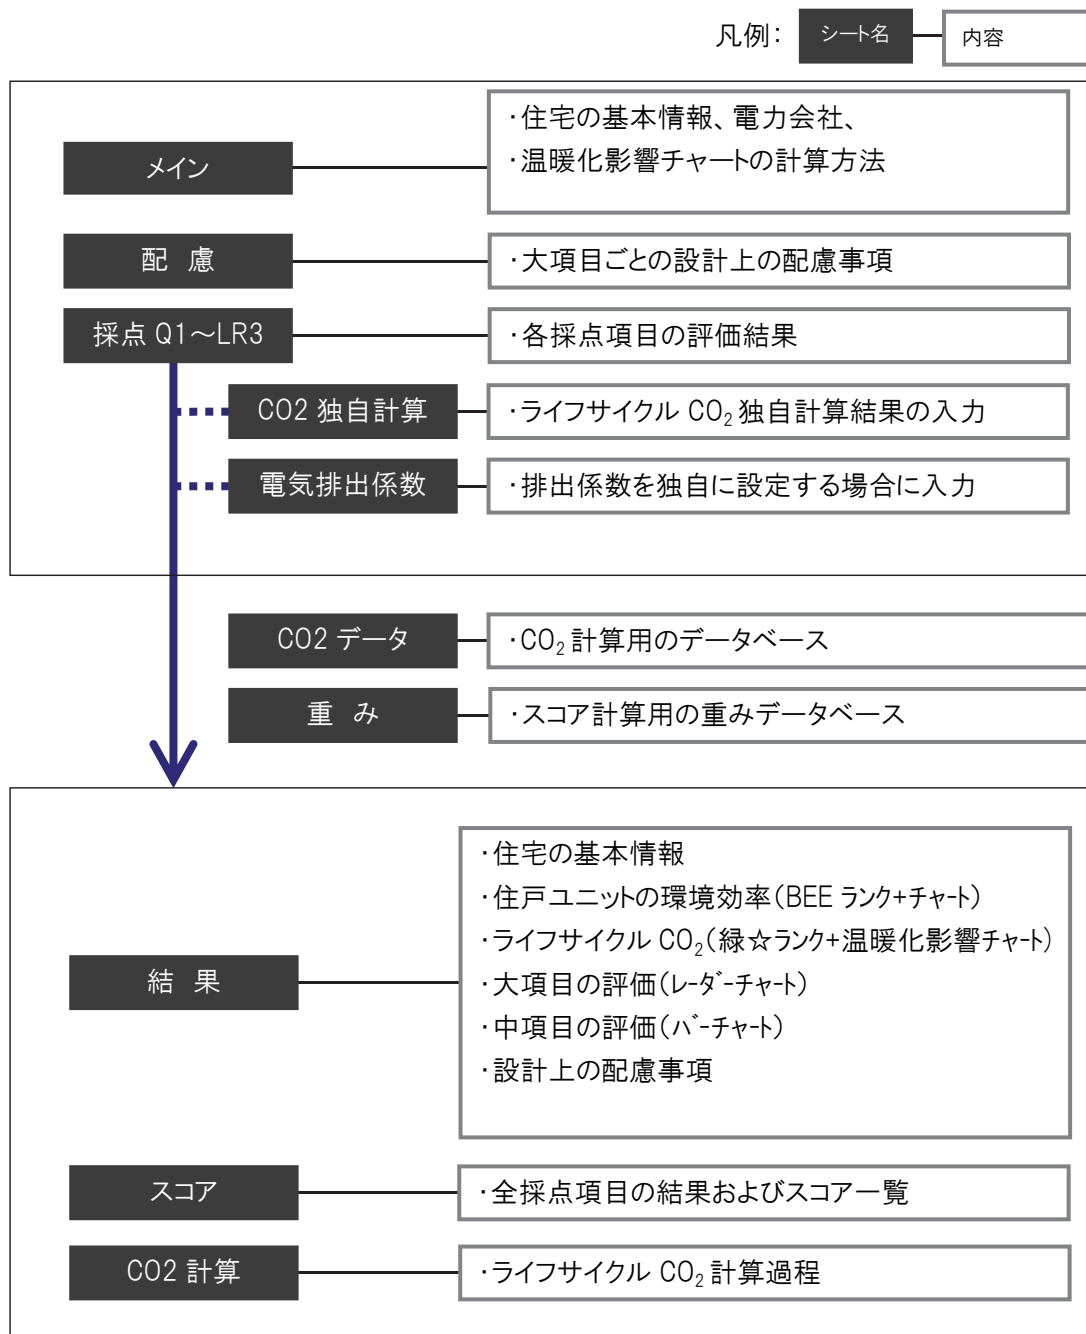 凡例：
シート名
内容
メイン
・住宅の基本情報、電力会社、
・温暖化影響チャートの計算方法
配　慮
・大項目ごとの設計上の配慮事項
採点 Q1～LR3
・各採点項目の評価結果
CO2 独自計算
・ライフサイクル CO₂独自計算結果の入力
電気排出係数
・排出係数を独自に設定する場合に入力
CO2 データ
・CO₂計算用のデータベース
重　み
・スコア計算用の重みデータベース
結　果
・住宅の基本情報
・住戸ユニットの環境効率（BEE ランク+チャート）
・ライフサイクル CO₂（緑☆ランク+温暖化影響チャート）
・大項目の評価（レーダーチャート）
・中項目の評価（バーチャート）
・設計上の配慮事項
スコア
・全採点項目の結果およびスコア一覧
CO2 計算
・ライフサイクル CO₂計算過程